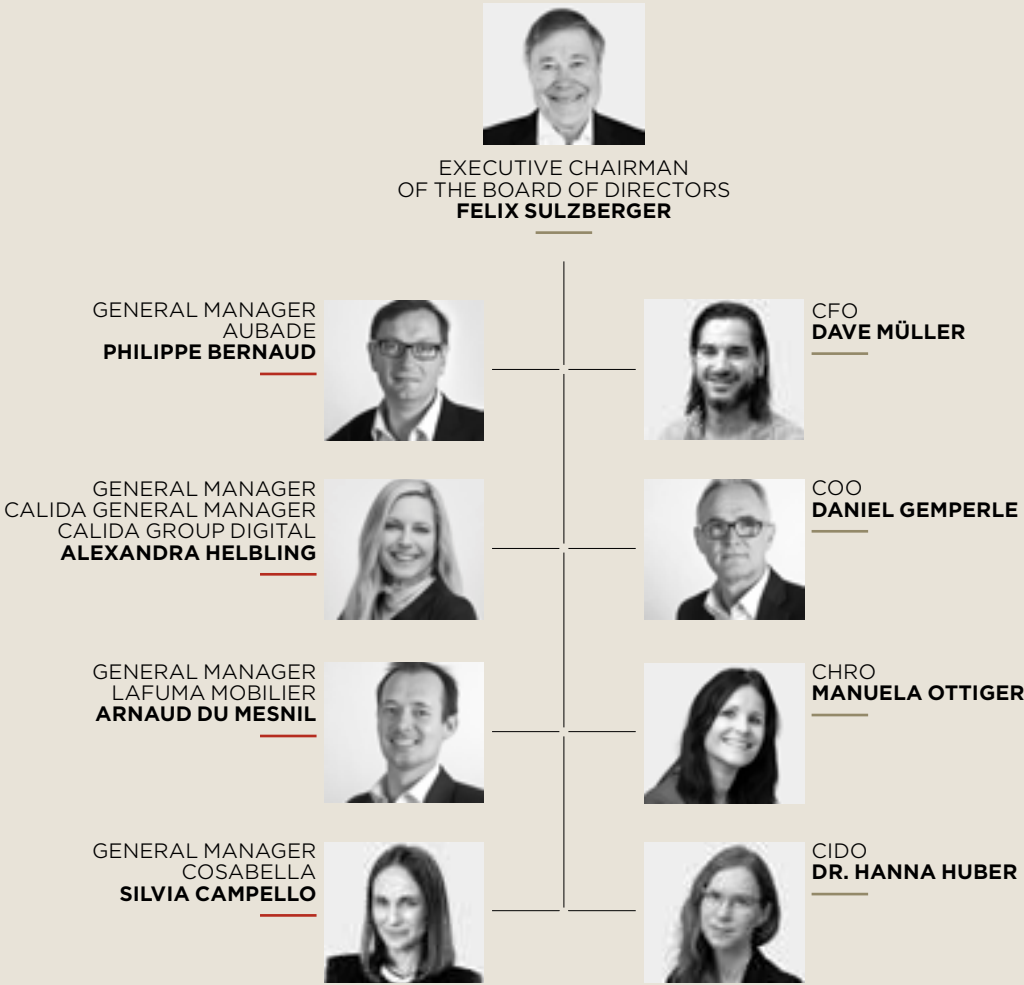 EXECUTIVE CHAIRMAN
OF THE BOARD OF DIRECTORS
FELIX SULZBERGER
GENERAL MANAGER
AUBADE
PHILIPPE BERNAUD
CFO
DAVE MÜLLER
GENERAL MANAGER
CALIDA GENERAL MANAGER
CALIDA GROUP DIGITAL
ALEXANDRA HELBLING
COO
DANIEL GEMPERLE
GENERAL MANAGER
LAFUMA MOBILIER
ARNAUD DU MESNIL
CHRO
MANUELA OTTIGER
GENERAL MANAGER
COSABELLA
SILVIA CAMPELLO
CIDO
DR. HANNA HUBER